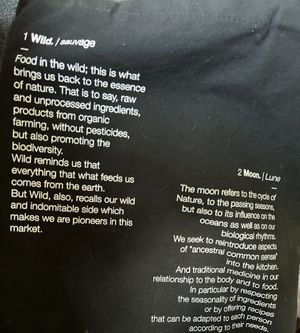 1 Wild. / sauvage
—
Food in the wild; this is what
brings us back to the essence
of nature. That is to say, raw
and unprocessed ingredients,
products from organic
farming, without pesticides,
but also promoting the
biodiversity.
Wild reminds us that
everything that what feeds us
comes from the earth.
But Wild, also, recalls our wild
and indomitable side which
makes we are pioneers in this
market.
2 Moon. / Lune
—
The moon refers to the cycle of
Nature, to the passing seasons,
but also to its influence on the
oceans as well as on our
biological rhythms.
We seek to reintroduce aspects
of "ancestral common sense"
into the kitchen.
And traditional medicine in our
relationship to the body and to food.
In particular by respecting
the seasonality of ingredients
or by offering recipes
that can be adapted to each person
according to their needs.